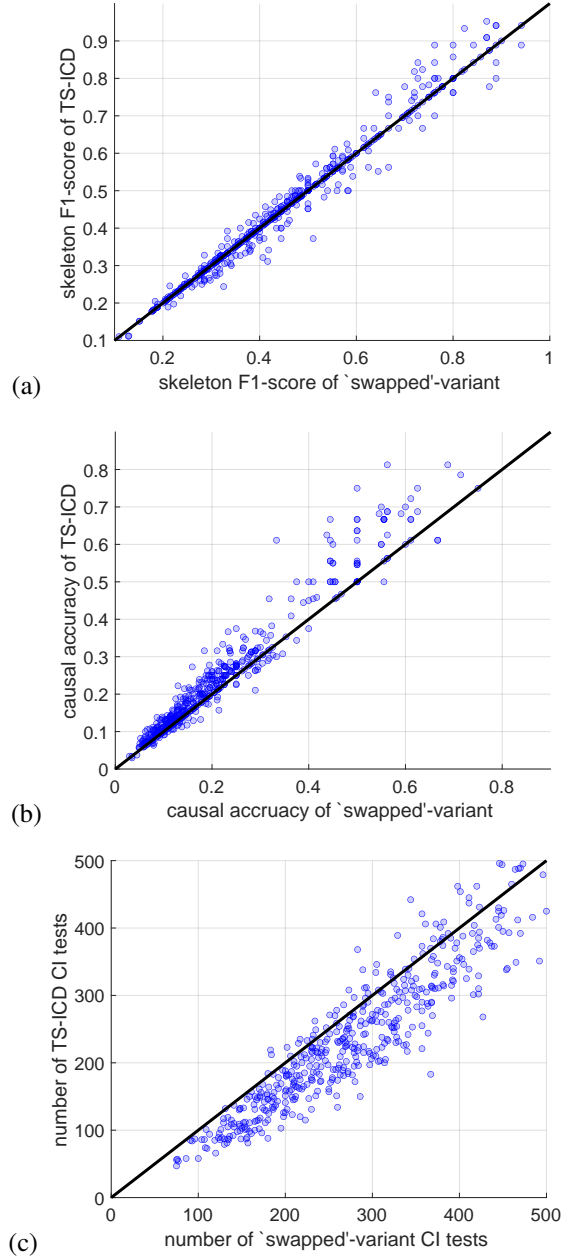 0.9
0.8
0.7
0.6
0.5
0.4
0.3
0.2
0.1
skeleton F1-score of TS-ICD
0.2 0.4 0.6 0.8 1
skeleton F1-score of `swapped'-variant
(a)
0.8
0.7
0.6
0.5
0.4
0.3
0.2
0.1
0
causal accuracy of TS-ICD
0 0.2 0.4 0.6 0.8
causal accruacy of `swapped'-variant
(b)
500
400
300
200
100
0
number of TS-ICD CI tests
0 100 200 300 400 500
number of `swapped'-variant CI tests
(c)